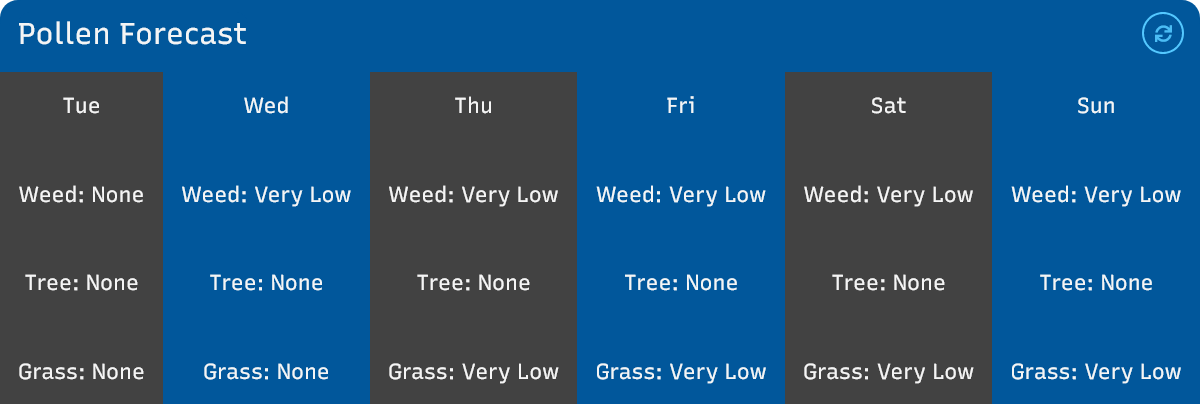 Pollen Forecast
Tue Wed Thu Fri Sat Sun
Weed: None Weed: Very Low Weed: Very Low Weed: Very Low Weed: Very Low Weed: Very Low
Tree: None Tree: None Tree: None Tree: None Tree: None Tree: None
Grass: None Grass: None Grass: Very Low Grass: Very Low Grass: Very Low Grass: Very Low